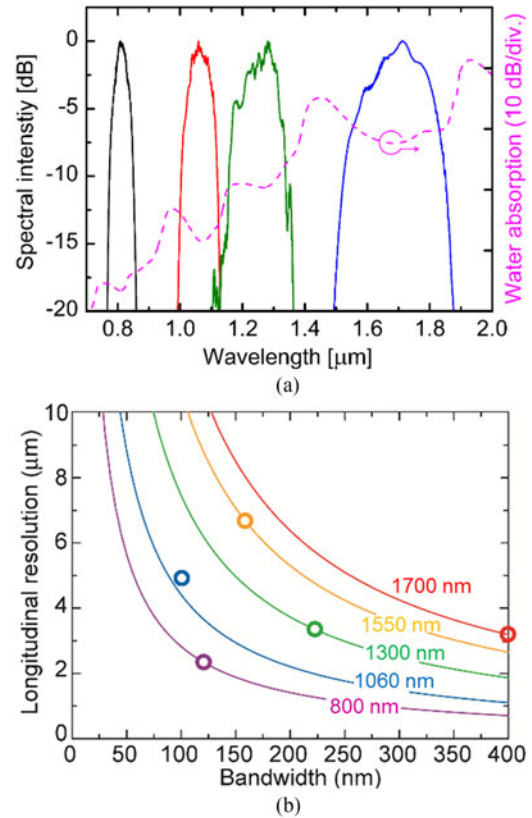 Spectral intenstiy [dB]
0
-5
-10
-15
-20
0.8 1.0 1.2 1.4 1.6 1.8 2.0
Wavelength [μm]
Water absorption (10 dB/div.)
(a)
Longitudinal resolution (μm)
10
8
6
4
2
0
1700 nm
1550 nm
1300 nm
1060 nm
800 nm
0 50 100 150 200 250 300 350 400
Bandwidth (nm)
(b)